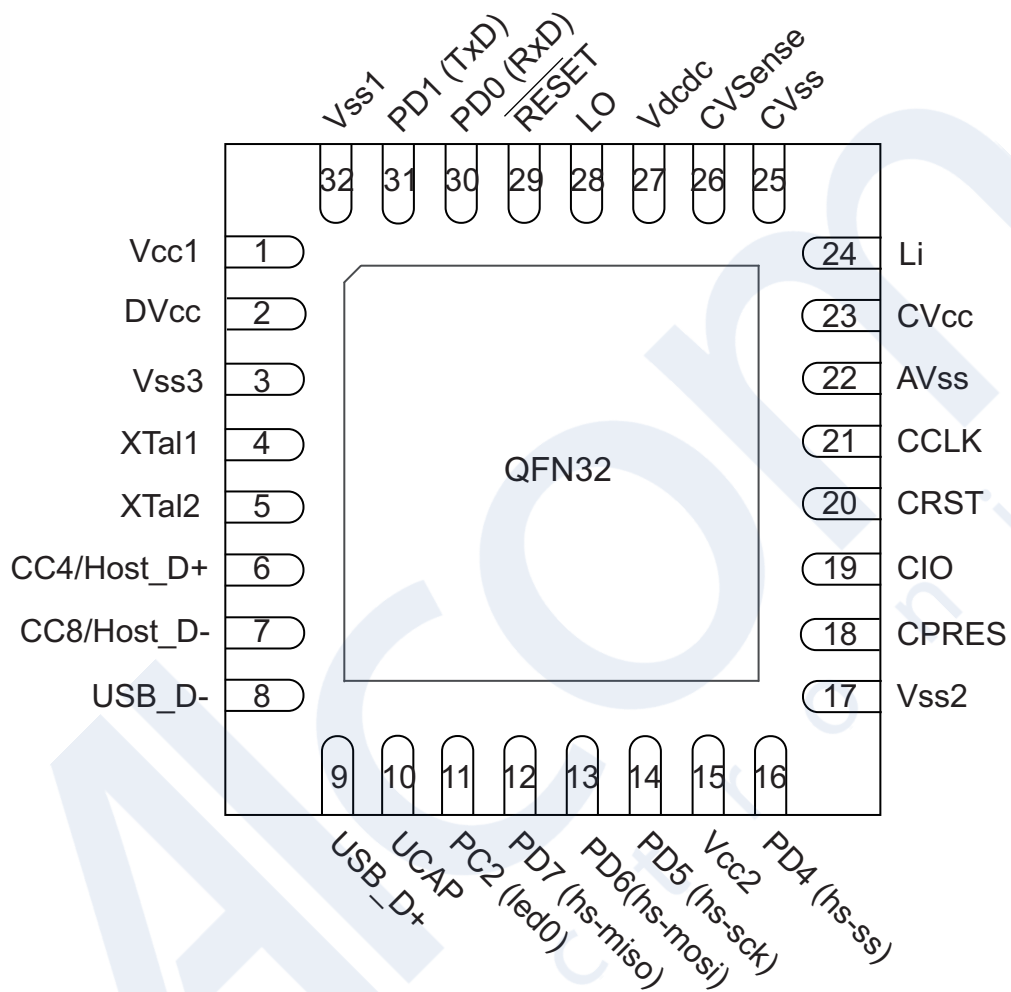 Vss1
PD1 (TxD)
PD0 (RxD)
RESET
LO
Vdcdc
CVSense
CVss
32 31 30 29 28 27 26 25
Vcc1 1
DVcc 2
Vss3 3
XTal1 4
XTal2 5
CC4/Host_D+ 6
CC8/Host_D- 7
USB_D- 8
QFN32
24 Li
23 CVcc
22 AVss
21 CCLK
20 CRST
19 CIO
18 CPRES
17 Vss2
9 10 11 12 13 14 15 16
USB_D+
UCAP
PC2 (led0)
PD7 (hs-miso)
PD6(hs-mosi)
PD5 (hs-sck)
Vcc2
PD4 (hs-ss)
Alcom